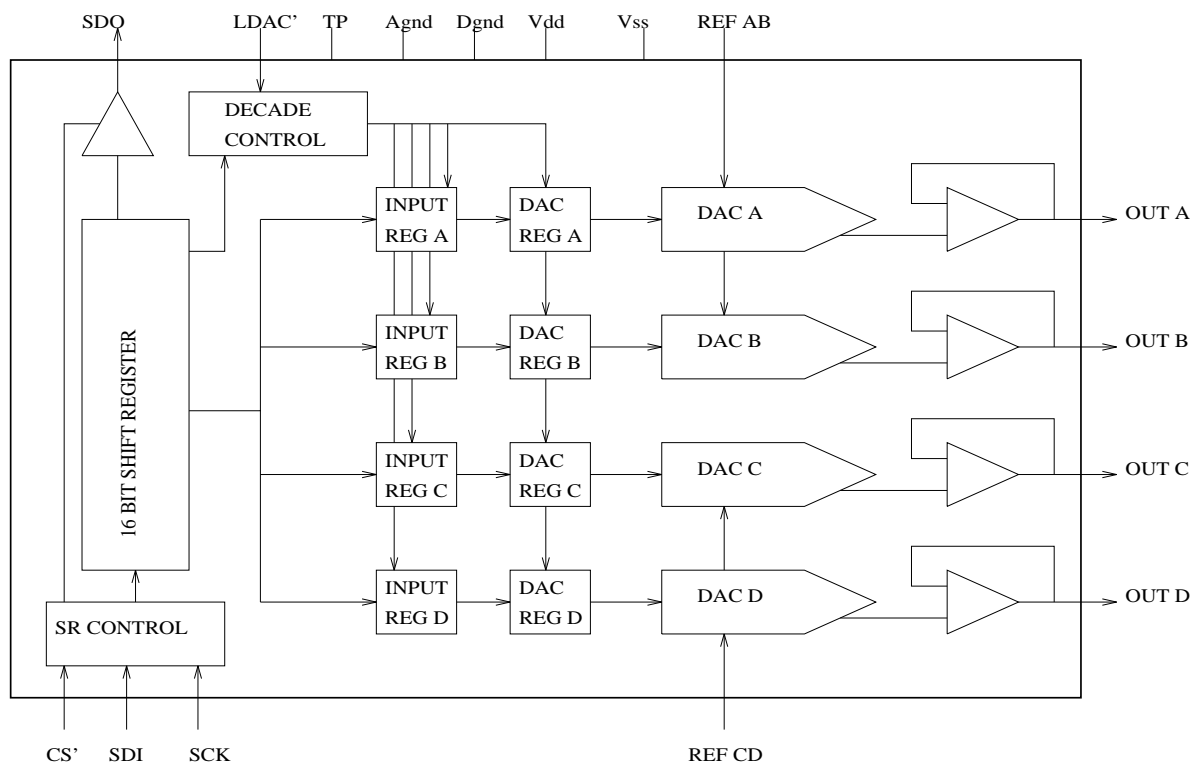 SDO LDAC' TP Agnd Dgnd Vdd Vss REF AB
DECADE
CONTROL
INPUT
REG A
DAC
REG A
DAC A
OUT A
INPUT
REG B
DAC
REG B
DAC B
OUT B
16 BIT SHIFT REGISTER
INPUT
REG C
DAC
REG C
DAC C
OUT C
INPUT
REG D
DAC
REG D
DAC D
OUT D
SR CONTROL
CS' SDI SCK REF CD